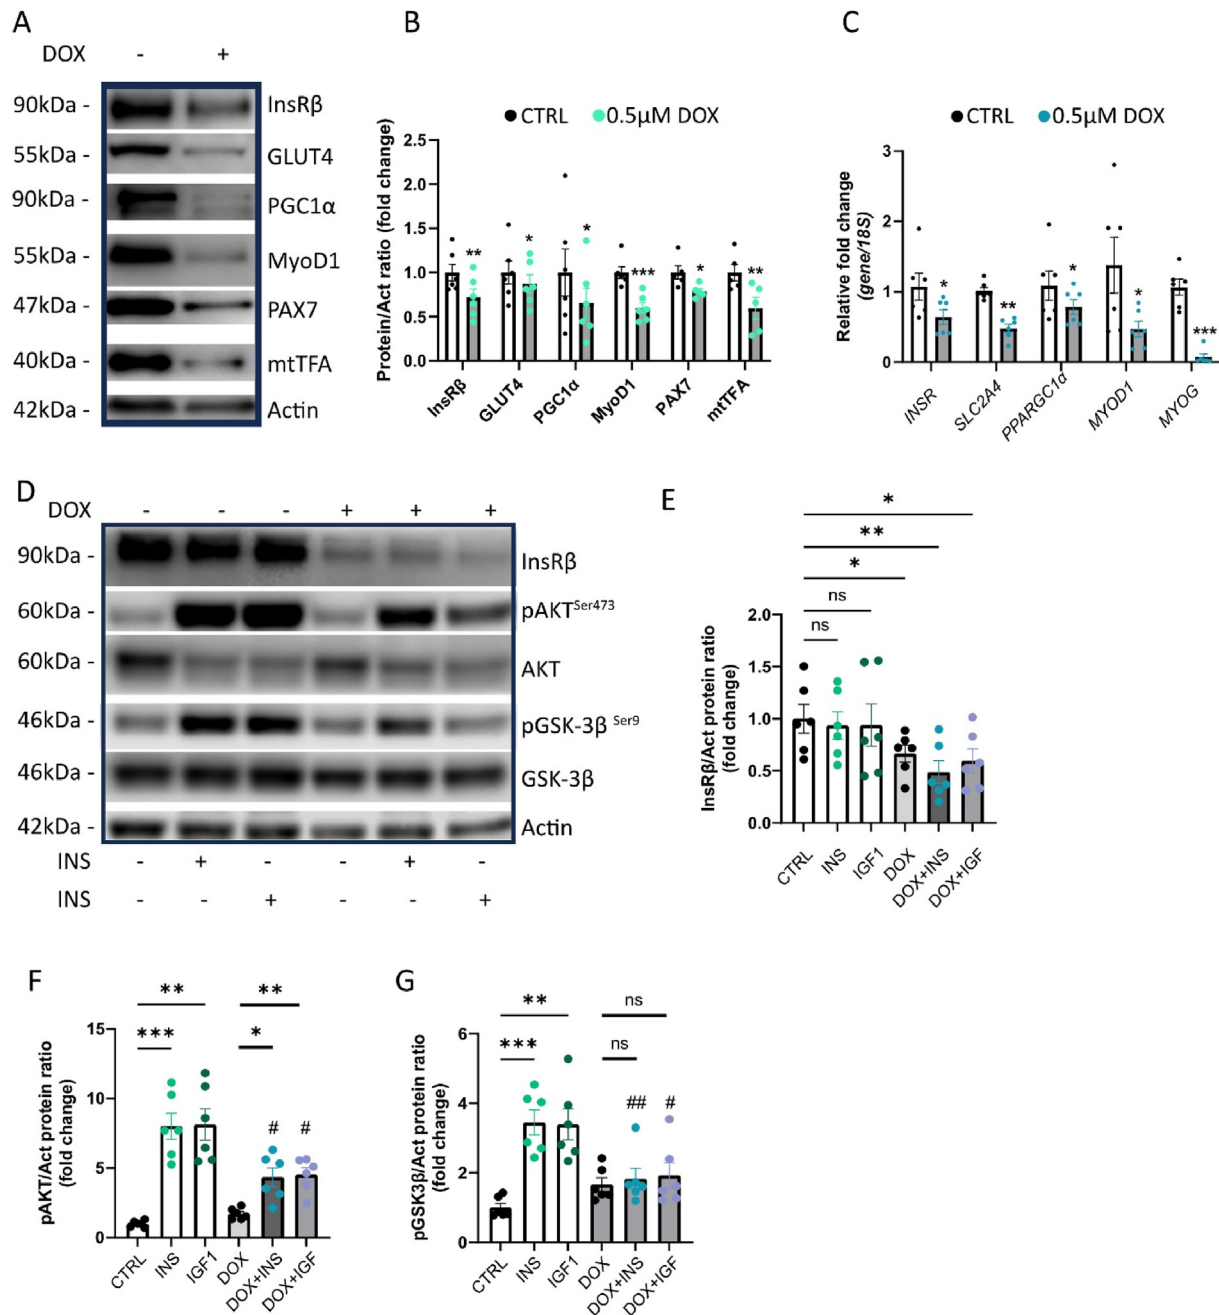 A
DOX - +
90kDa - InsRβ
55kDa - GLUT4
90kDa - PGC1α
55kDa - MyoD1
47kDa - PAX7
40kDa - mtTFA
42kDa - Actin
B
CTRL 0.5μM DOX
Protein/Act ratio (fold change)
2.5
2.0
1.5
1.0
0.5
0.0
** * * *** * **
InsRβ GLUT4 PGC1α MyoD1 PAX7 mtTFA
C
CTRL 0.5μM DOX
Relative fold change
(gene/18S)
3
2
1
0
* ** * * ***
INSR SLC2A4 PPARGC1α MYOD1 MYOG
D
DOX - - - + + +
90kDa - InsRβ
60kDa - pAKTSer473
60kDa - AKT
46kDa - pGSK-3β Ser9
46kDa - GSK-3β
42kDa - Actin
INS - + - - + -
INS - - + - - +
E
*
**
*
ns
ns
InsRβ/Act protein ratio
(fold change)
2.0
1.5
1.0
0.5
0.0
CTRL INS IGF1 DOX DOX+INS DOX+IGF
F
** **
*** *
# #
pAKT/Act protein ratio
(fold change)
15
10
5
0
CTRL INS IGF1 DOX DOX+INS DOX+IGF
G
** ns
*** ns
## #
pGSK3β/Act protein ratio
(fold change)
6
4
2
0
CTRL INS IGF1 DOX DOX+INS DOX+IGF